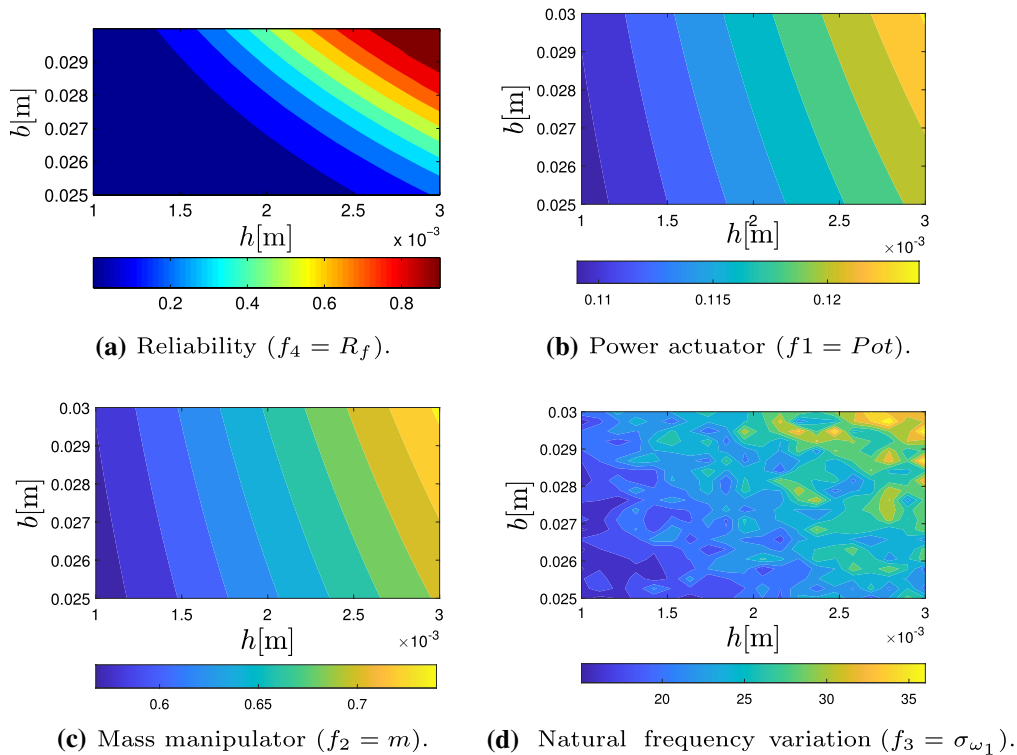 0.029
0.028
0.027
0.026
0.025
b[m]
1 1.5 2 2.5 3
h[m]
x 10⁻³
0.2 0.4 0.6 0.8
(a) Reliability (f₄ = R_f).
0.03
0.029
0.028
0.027
0.026
0.025
b[m]
1 1.5 2 2.5 3
h[m]
×10⁻³
0.11 0.115 0.12
(b) Power actuator (f1 = Pot).
0.03
0.029
0.028
0.027
0.026
0.025
b[m]
1 1.5 2 2.5 3
h[m]
×10⁻³
0.6 0.65 0.7
(c) Mass manipulator (f₂ = m).
0.03
0.029
0.028
0.027
0.026
0.025
b[m]
1 1.5 2 2.5 3
h[m]
×10⁻³
20 25 30 35
(d) Natural frequency variation (f₃ = σ_ω₁).